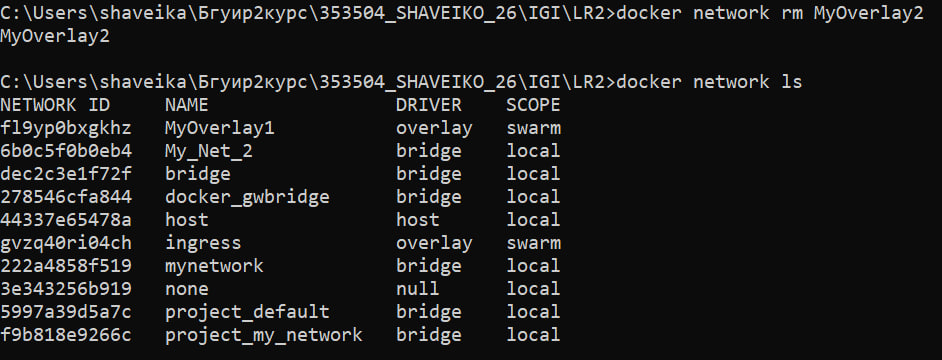 C:\Users\shaveika\Бгуир2курс\353504_SHAVEIKO_26\IGI\LR2>docker network rm MyOverlay2
MyOverlay2
C:\Users\shaveika\Бгуир2курс\353504_SHAVEIKO_26\IGI\LR2>docker network ls
NETWORK ID     NAME                 DRIVER    SCOPE
fl9yp0bxgkhz   MyOverlay1           overlay   swarm
6b0c5f0b0eb4   My_Net_2             bridge    local
dec2c3e1f72f   bridge               bridge    local
278546cfa844   docker_gwbridge      bridge    local
44337e65478a   host                 host      local
gvzq40ri04ch   ingress              overlay   swarm
222a4858f519   mynetwork            bridge    local
3e343256b919   none                 null      local
5997a39d5a7c   project_default      bridge    local
f9b818e9266c   project_my_network   bridge    local